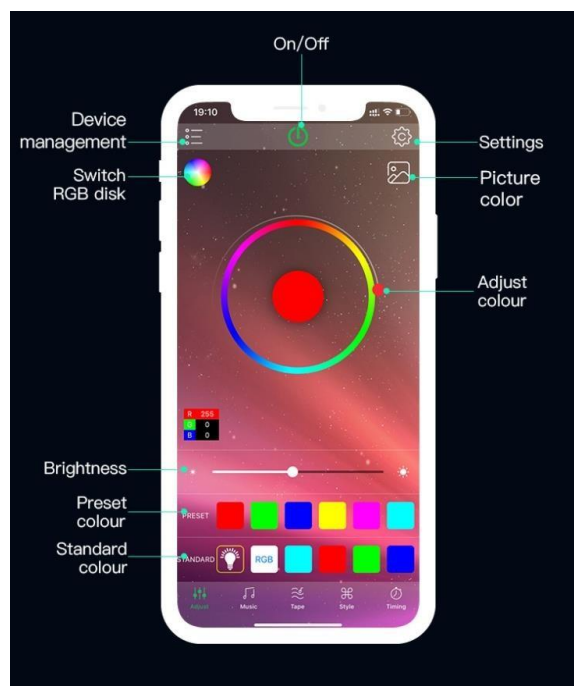 On/Off
19:10
Device
management
Settings
Switch
RGB disk
Picture
color
Adjust
colour
R 255
G 0
B 0
Brightness
Preset
colour
PRESET
Standard
colour
STANDARD
RGB
Adjust
Music
Tape
Style
Timing